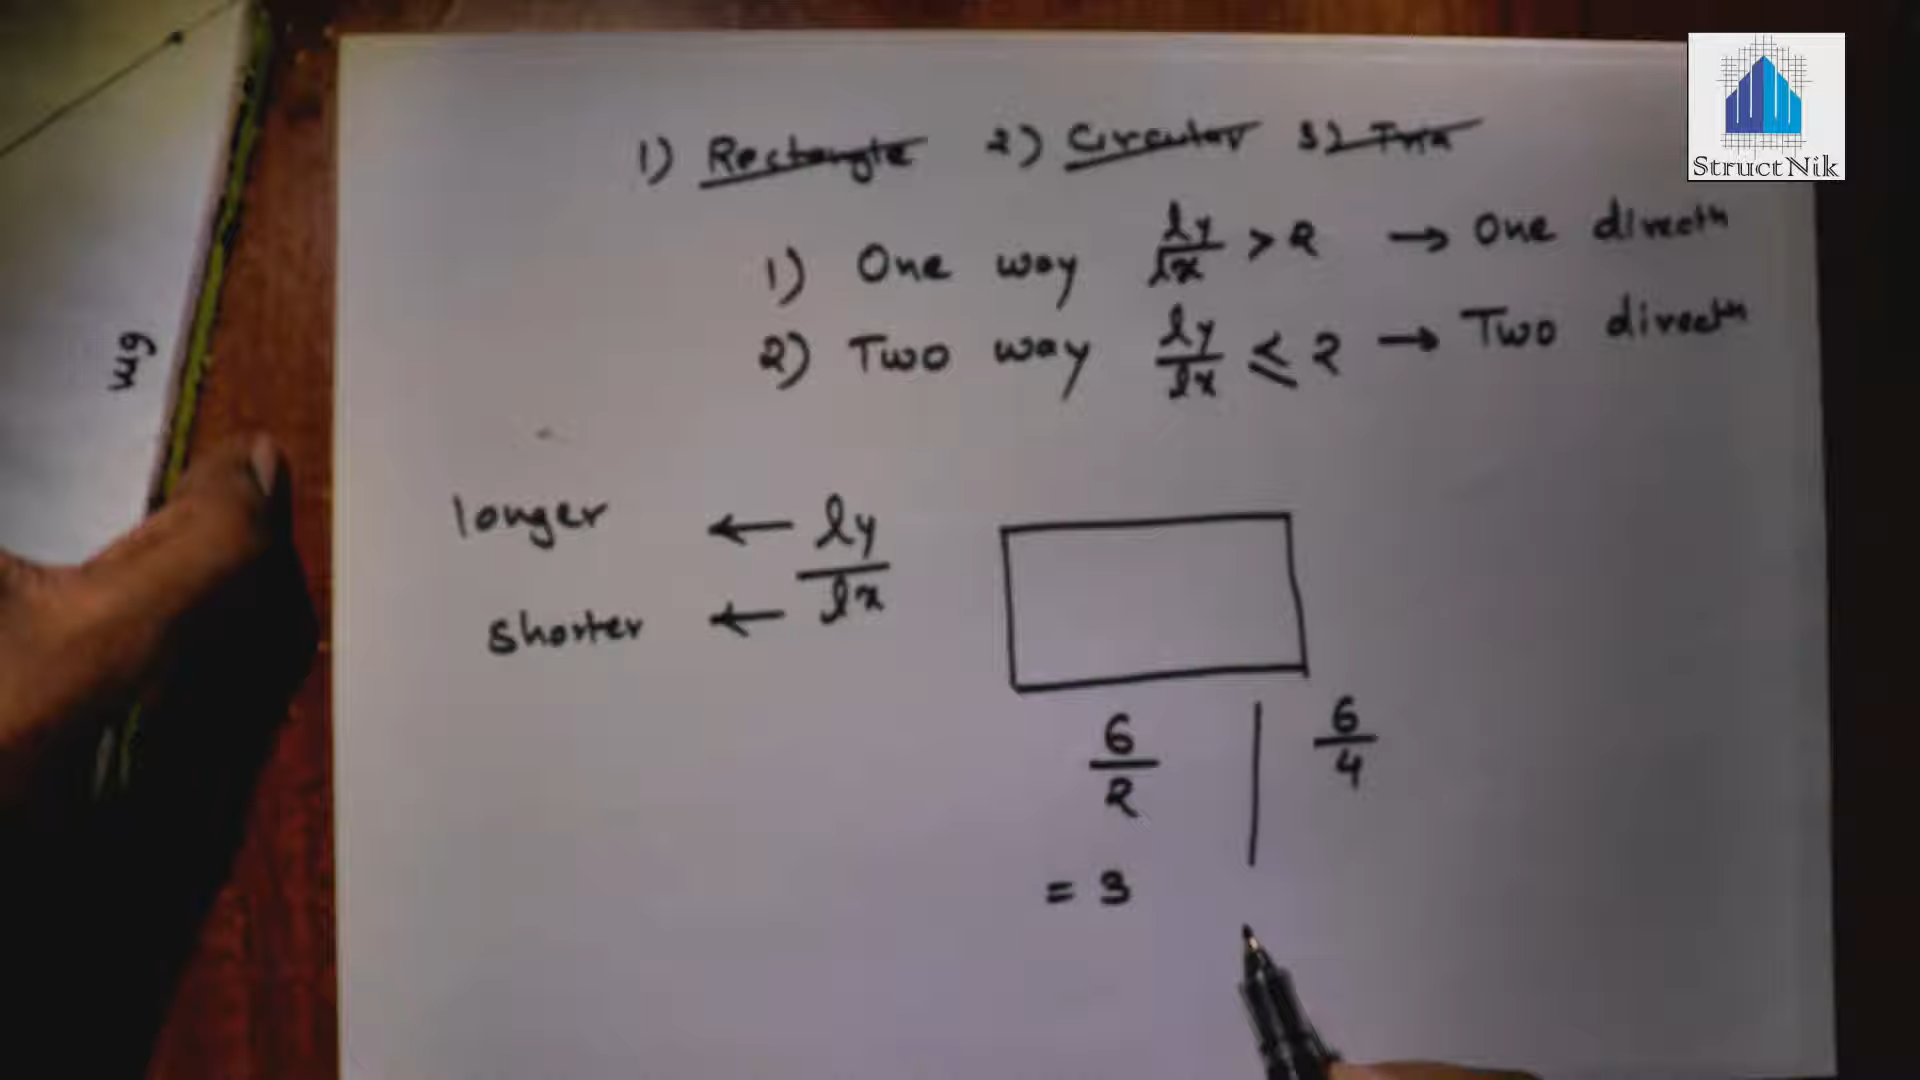 1) Rectangle 2) Circular 3) Tria
1) One way ly/lx > 2 → One directn
2) Two way ly/lx ≤ 2 → Two directn
longer ← ly
shorter ← lx
6/2 | 6/4
= 3
6m
StructNik